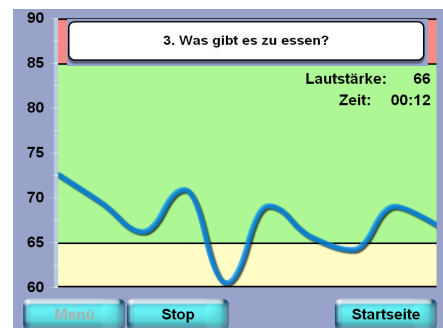 90
3. Was gibt es zu essen?
85
Lautstärke: 66
80
Zeit: 00:12
75
70
65
60
Menü Stop Startseite